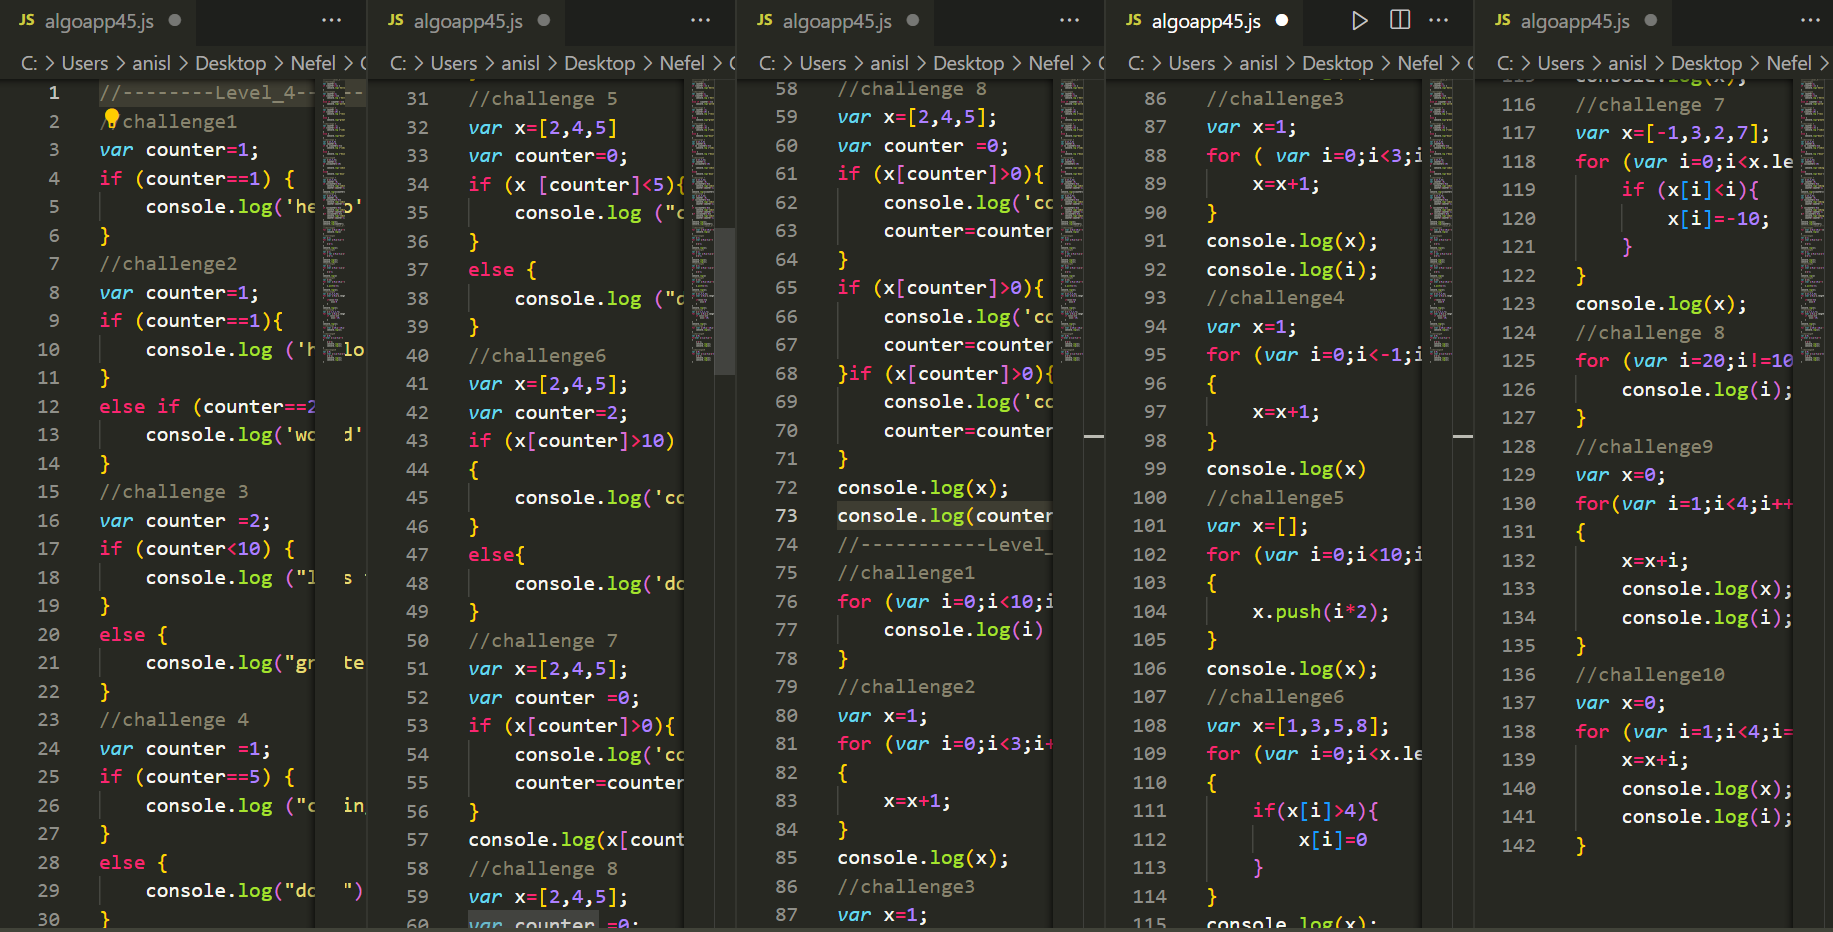 JS algoapp45.js ● ···
C: > Users > anisl > Desktop > Nefel >
1 //--------Level_4--
2 //challenge1
3 var counter=1;
4 if (counter==1) {
5 console.log('
6 }
7 //challenge2
8 var counter=1;
9 if (counter==1){
10 console.log ('
11 }
12 else if (counter==2
13 console.log('
14 }
15 //challenge 3
16 var counter =2;
17 if (counter<10) {
18 console.log ("
19 }
20 else {
21 console.log("
22 }
23 //challenge 4
24 var counter =1;
25 if (counter==5) {
26 console.log ("
27 }
28 else {
29 console.log("
30 }
JS algoapp45.js ● ···
C: > Users > anisl > Desktop > Nefel >
31 //challenge 5
32 var x=[2,4,5]
33 var counter=0;
34 if (x [counter]<5){
35 console.log ("
36 }
37 else {
38 console.log ("
39 }
40 //challenge6
41 var x=[2,4,5];
42 var counter=2;
43 if (x[counter]>10)
44 {
45 console.log('
46 }
47 else{
48 console.log('
49 }
50 //challenge 7
51 var x=[2,4,5];
52 var counter =0;
53 if (x[counter]>0){
54 console.log('
55 counter=counter
56 }
57 console.log(x[count
58 //challenge 8
59 var x=[2,4,5];
60 var counter =0;
JS algoapp45.js ● ···
C: > Users > anisl > Desktop > Nefel >
58 //challenge 8
59 var x=[2,4,5];
60 var counter =0;
61 if (x[counter]>0){
62 console.log('
63 counter=counter
64 }
65 if (x[counter]>0){
66 console.log('
67 counter=counter
68 }if (x[counter]>0){
69 console.log('
70 counter=counter
71 }
72 console.log(x);
73 console.log(counter
74 //-----------Level_
75 //challenge1
76 for (var i=0;i<10;i
77 console.log(i)
78 }
79 //challenge2
80 var x=1;
81 for (var i=0;i<3;i+
82 {
83 x=x+1;
84 }
85 console.log(x);
86 //challenge3
87 var x=1;
JS algoapp45.js ● ···
C: > Users > anisl > Desktop > Nefel >
86 //challenge3
87 var x=1;
88 for ( var i=0;i<3;i
89 x=x+1;
90 }
91 console.log(x);
92 console.log(i);
93 //challenge4
94 var x=1;
95 for (var i=0;i<-1;i
96 {
97 x=x+1;
98 }
99 console.log(x)
100 //challenge5
101 var x=[];
102 for (var i=0;i<10;i
103 {
104 x.push(i*2);
105 }
106 console.log(x);
107 //challenge6
108 var x=[1,3,5,8];
109 for (var i=0;i<x.le
110 {
111 if(x[i]>4){
112 x[i]=0
113 }
114 }
115 console.log(x);
JS algoapp45.js ● ···
C: > Users > anisl > Desktop > Nefel >
115 console.log(x);
116 //challenge 7
117 var x=[-1,3,2,7];
118 for (var i=0;i<x.le
119 if (x[i]<i){
120 x[i]=-10;
121 }
122 }
123 console.log(x);
124 //challenge 8
125 for (var i=20;i!=10
126 console.log(i);
127 }
128 //challenge9
129 var x=0;
130 for(var i=1;i<4;i++
131 {
132 x=x+i;
133 console.log(x);
134 console.log(i);
135 }
136 //challenge10
137 var x=0;
138 for (var i=1;i<4;i=
139 x=x+i;
140 console.log(x);
141 console.log(i);
142 }